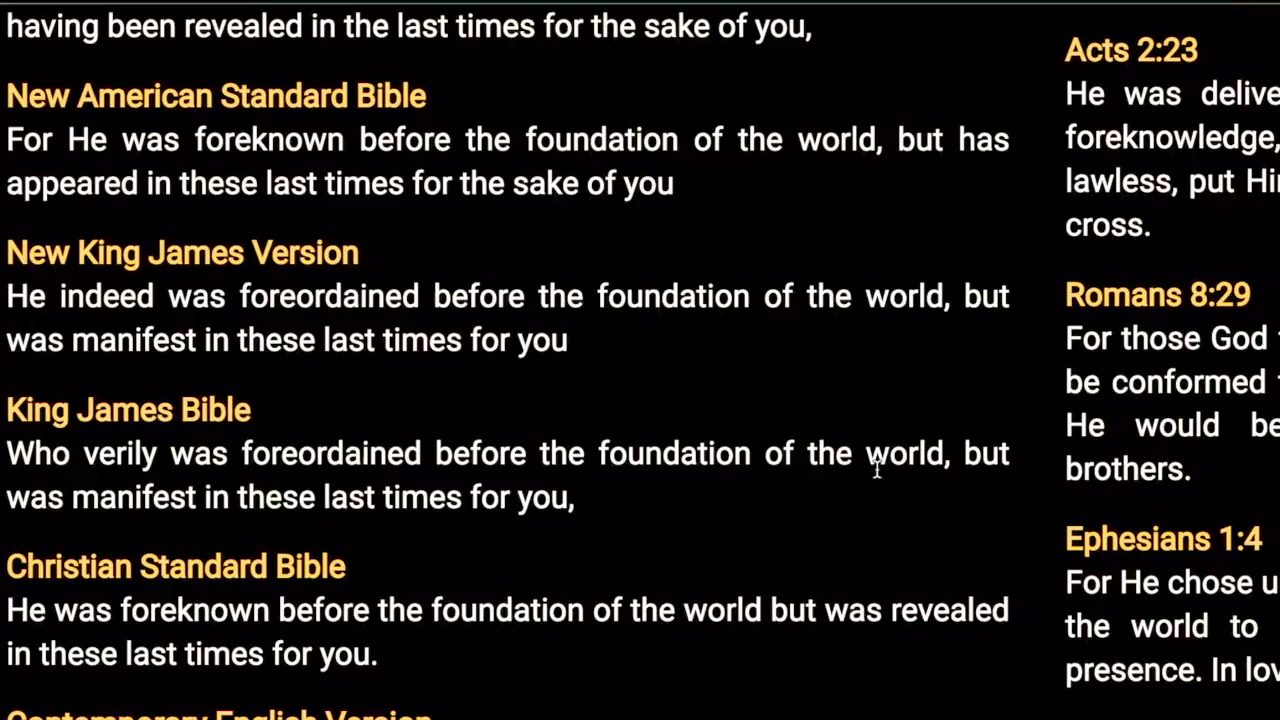 having been revealed in the last times for the sake of you,
New American Standard Bible
For He was foreknown before the foundation of the world, but has
appeared in these last times for the sake of you
New King James Version
He indeed was foreordained before the foundation of the world, but
was manifest in these last times for you
King James Bible
Who verily was foreordained before the foundation of the world, but
was manifest in these last times for you,
Christian Standard Bible
He was foreknown before the foundation of the world but was revealed
in these last times for you.
Contemporary English Version
Acts 2:23
He was delive
foreknowledge,
lawless, put Hi
cross.
Romans 8:29
For those God
be conformed
He would be
brothers.
Ephesians 1:4
For He chose u
the world to
presence. In lov